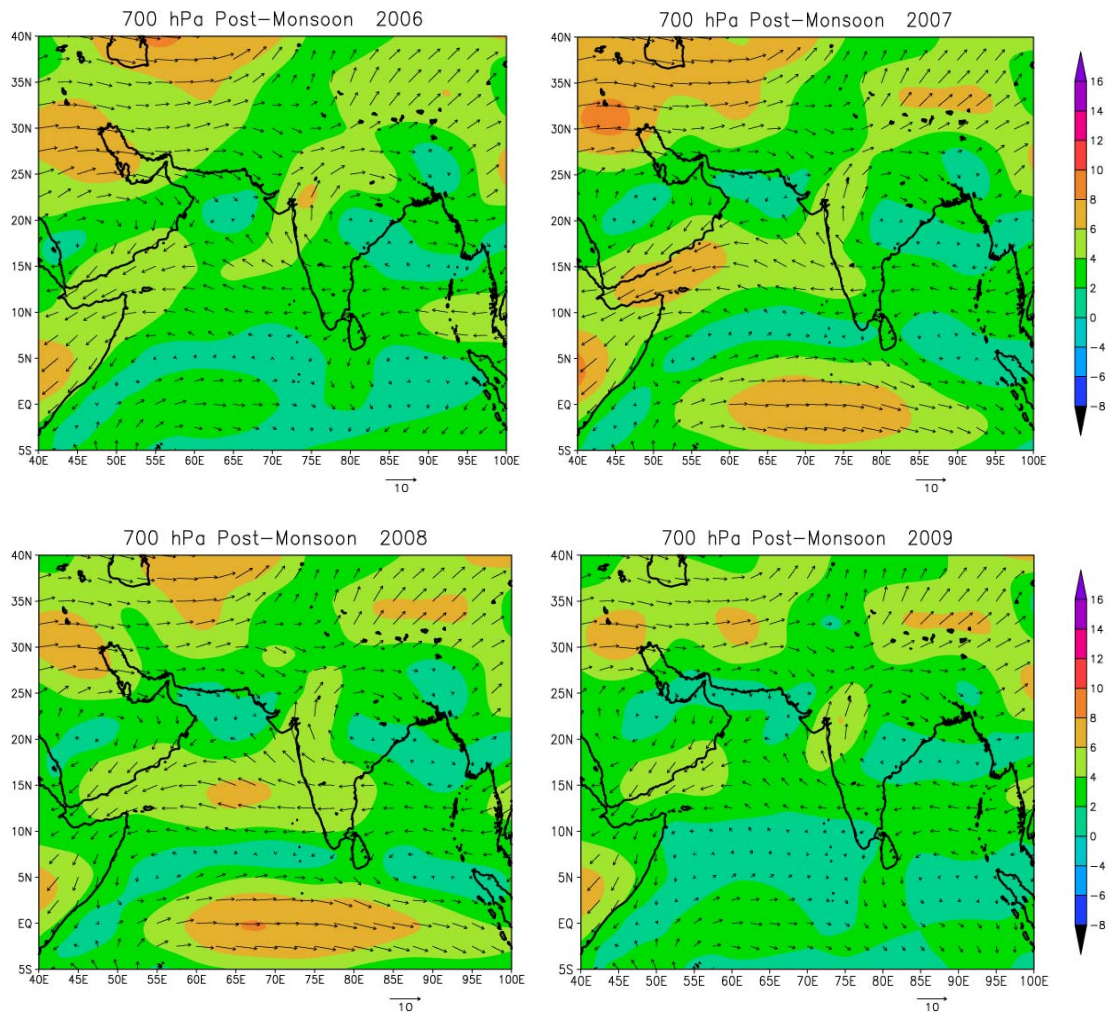 700 hPa Post-Monsoon 2006
40N
35N
30N
25N
20N
15N
10N
5N
EQ
5S
40E 45E 50E 55E 60E 65E 70E 75E 80E 85E 90E 95E 100E
10
700 hPa Post-Monsoon 2007
40N
35N
30N
25N
20N
15N
10N
5N
EQ
5S
40E 45E 50E 55E 60E 65E 70E 75E 80E 85E 90E 95E 100E
10
16
14
12
10
8
6
4
2
0
-4
-6
-8
700 hPa Post-Monsoon 2008
40N
35N
30N
25N
20N
15N
10N
5N
EQ
5S
40E 45E 50E 55E 60E 65E 70E 75E 80E 85E 90E 95E 100E
10
700 hPa Post-Monsoon 2009
40N
35N
30N
25N
20N
15N
10N
5N
EQ
5S
40E 45E 50E 55E 60E 65E 70E 75E 80E 85E 90E 95E 100E
10
16
14
12
10
8
6
4
2
0
-4
-6
-8